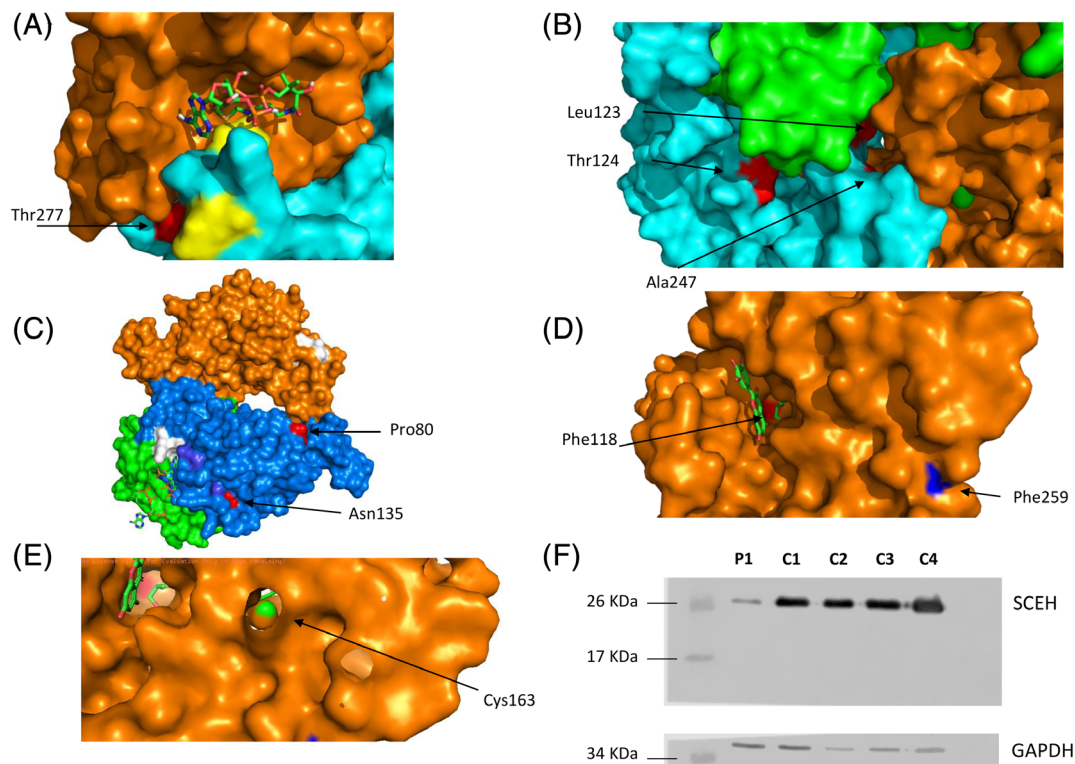 (A)
Thr277
(B)
Leu123
Thr124
Ala247
(C)
Pro80
Asn135
(D)
Phe118
Phe259
(E)
Cys163
(F)
P1 C1 C2 C3 C4
26 KDa
SCEH
17 KDa
34 KDa
GAPDH